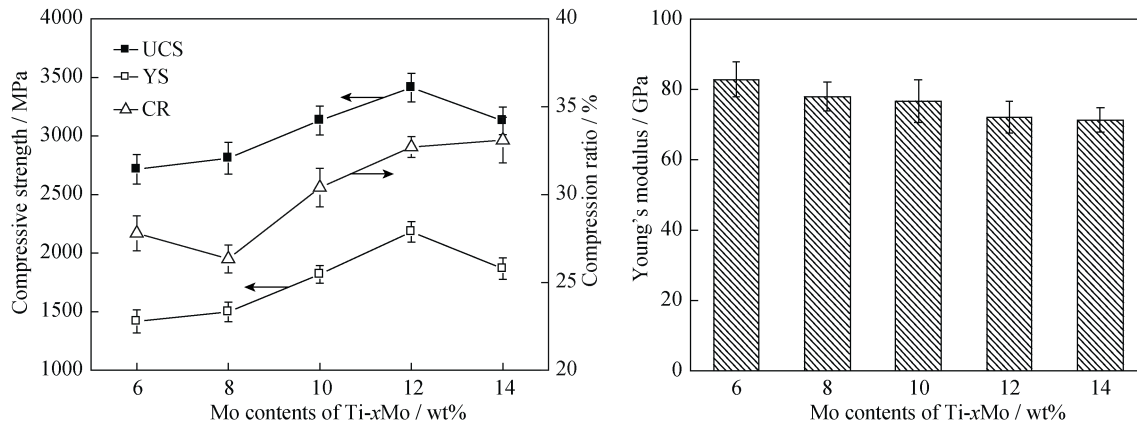 4000
3500
3000
2500
2000
1500
1000
Compressive strength / MPa
UCS
YS
CR
40
35
30
25
20
Compression ratio / %
6 8 10 12 14
Mo contents of Ti-xMo / wt%
100
80
60
40
20
0
Young's modulus / GPa
6 8 10 12 14
Mo contents of Ti-xMo / wt%